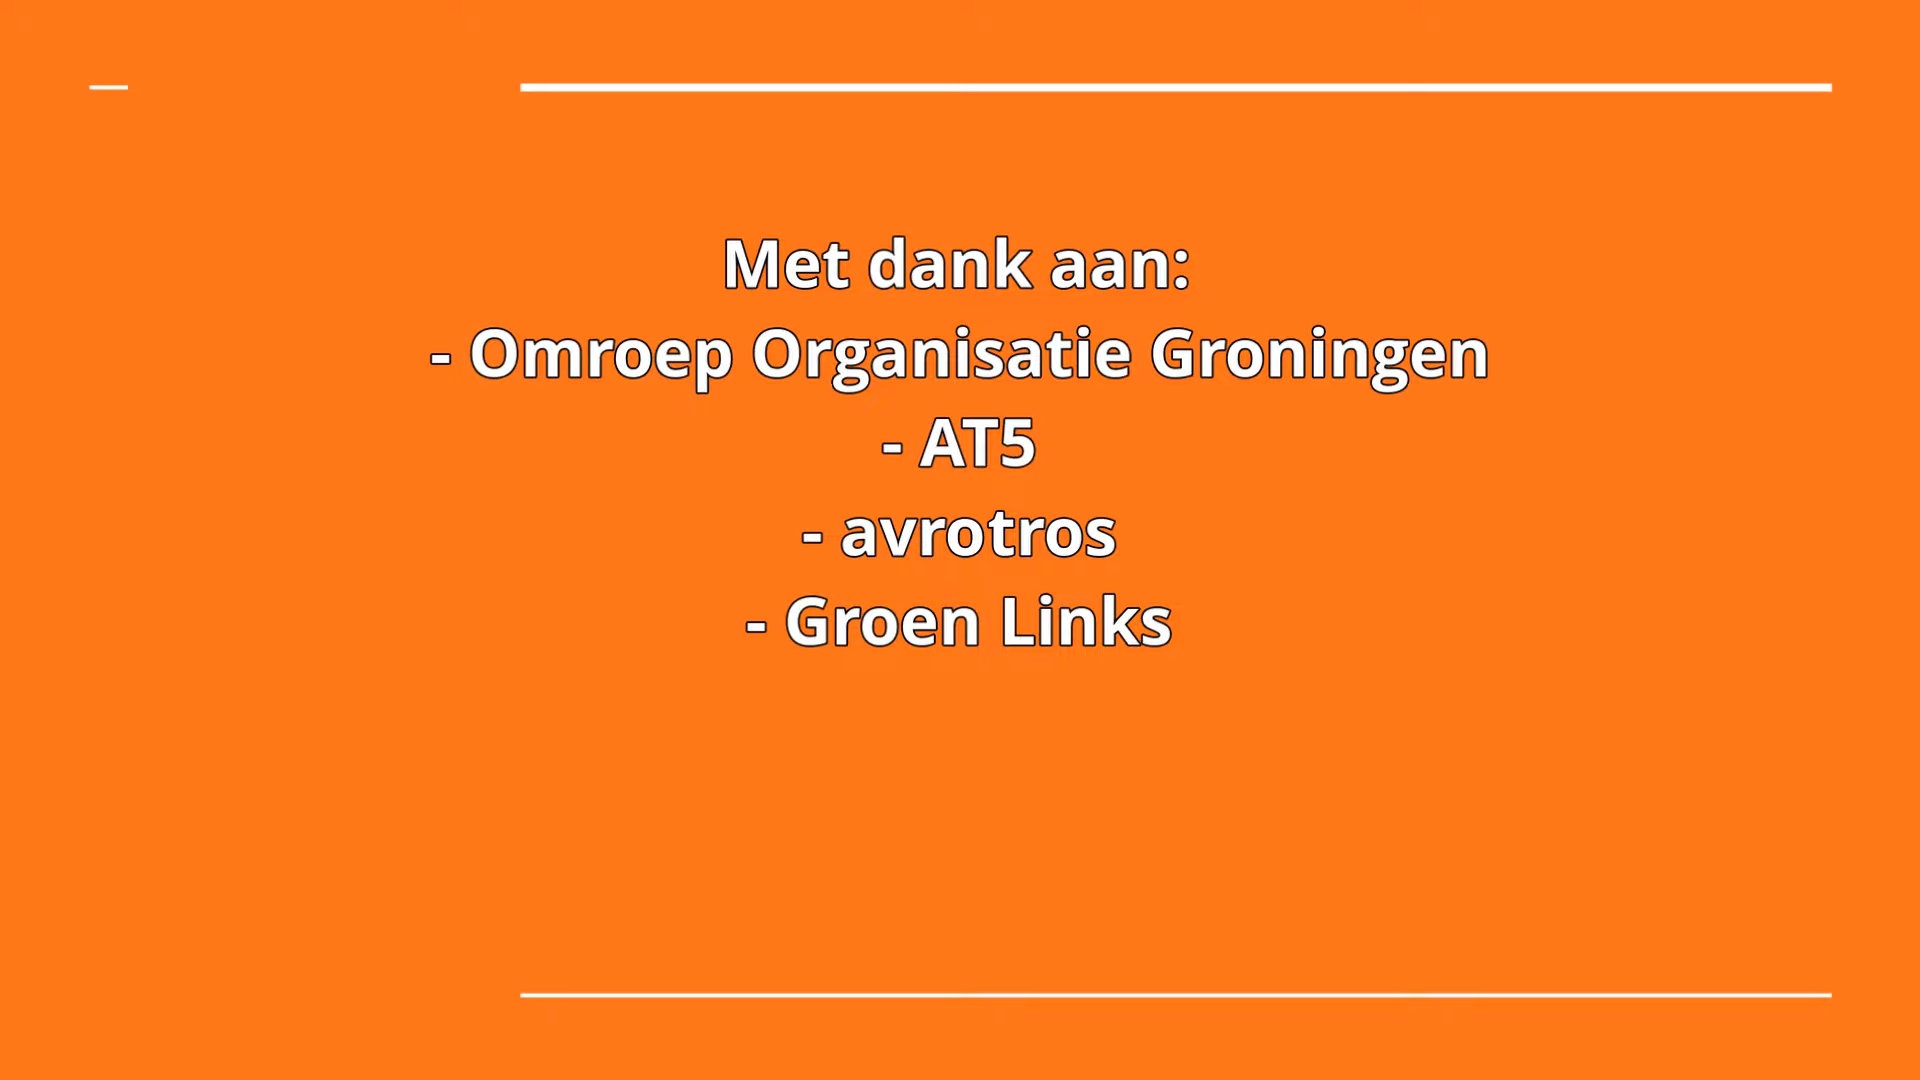 Met dank aan:
- Omroep Organisatie Groningen
- AT5
- avrotros
- Groen Links